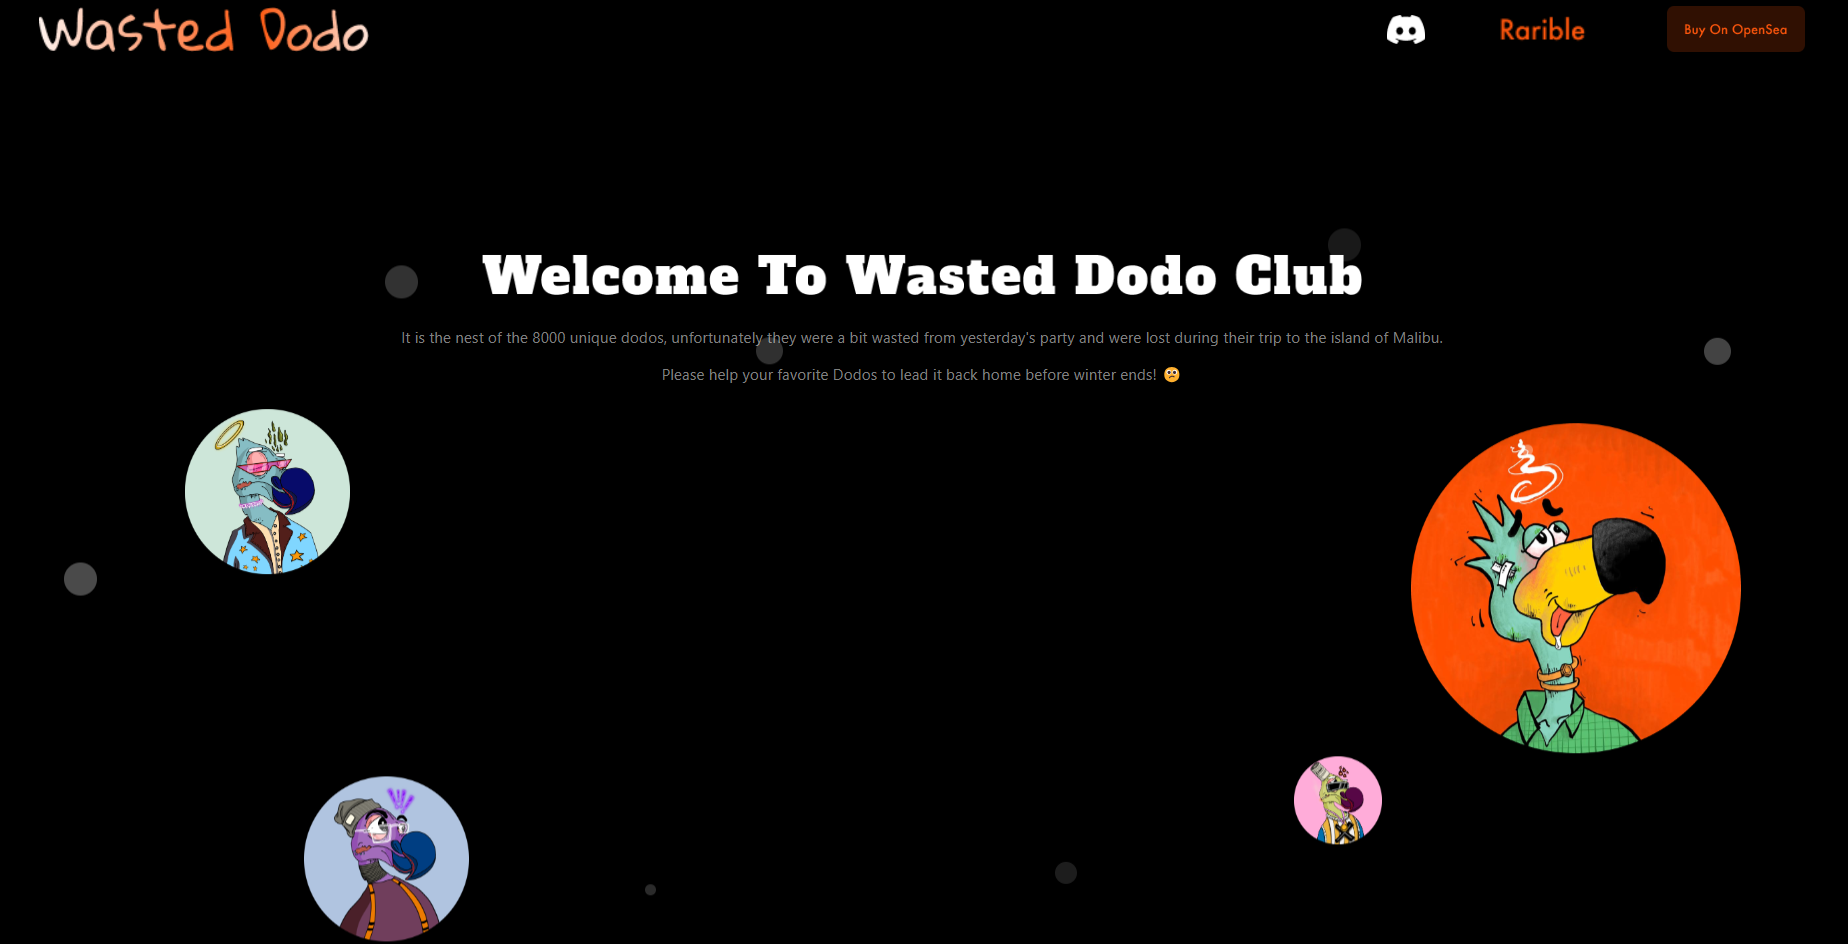 Wasted Dodo
Rarible
Buy On OpenSea
Welcome To Wasted Dodo Club
It is the nest of the 8000 unique dodos, unfortunately they were a bit wasted from yesterday's party and were lost during their trip to the island of Malibu.
Please help your favorite Dodos to lead it back home before winter ends! 😕